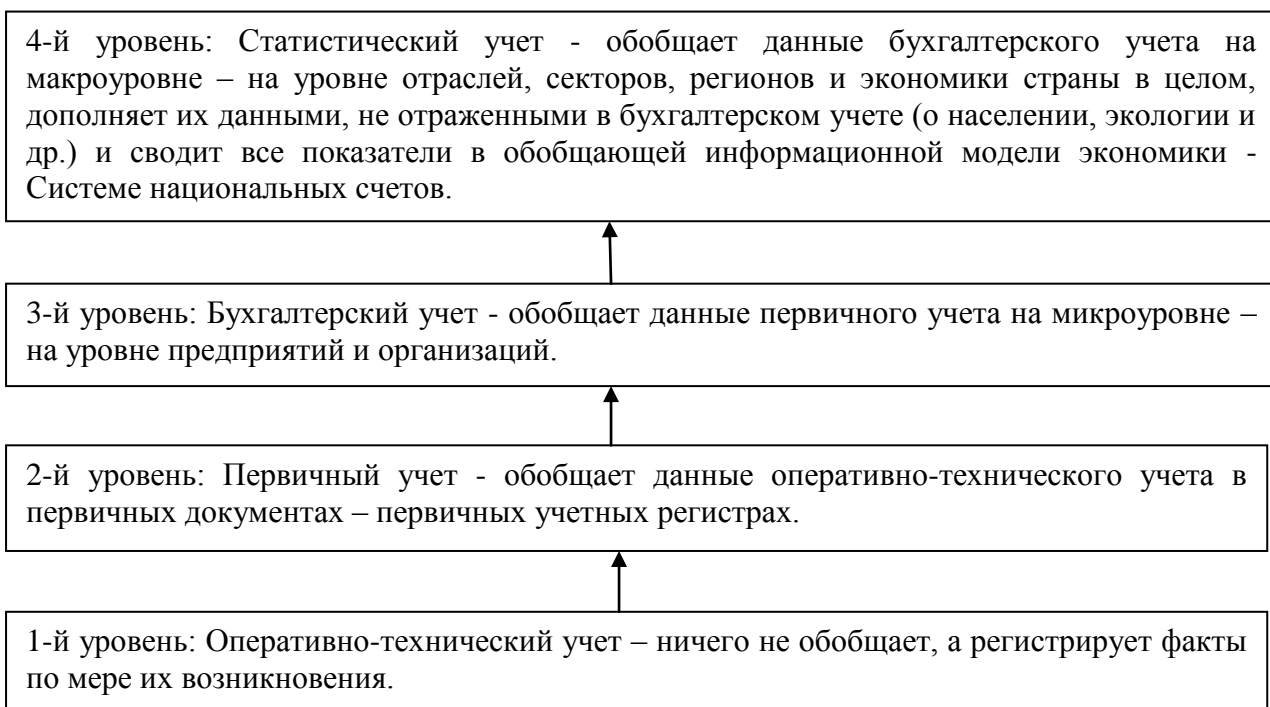 4-й уровень: Статистический учет - обобщает данные бухгалтерского учета на
макроуровне – на уровне отраслей, секторов, регионов и экономики страны в целом,
дополняет их данными, не отраженными в бухгалтерском учете (о населении, экологии и
др.) и сводит все показатели в обобщающей информационной модели экономики -
Системе национальных счетов.
3-й уровень: Бухгалтерский учет - обобщает данные первичного учета на микроуровне –
на уровне предприятий и организаций.
2-й уровень: Первичный учет - обобщает данные оперативно-технического учета в
первичных документах – первичных учетных регистрах.
1-й уровень: Оперативно-технический учет – ничего не обобщает, а регистрирует факты
по мере их возникновения.